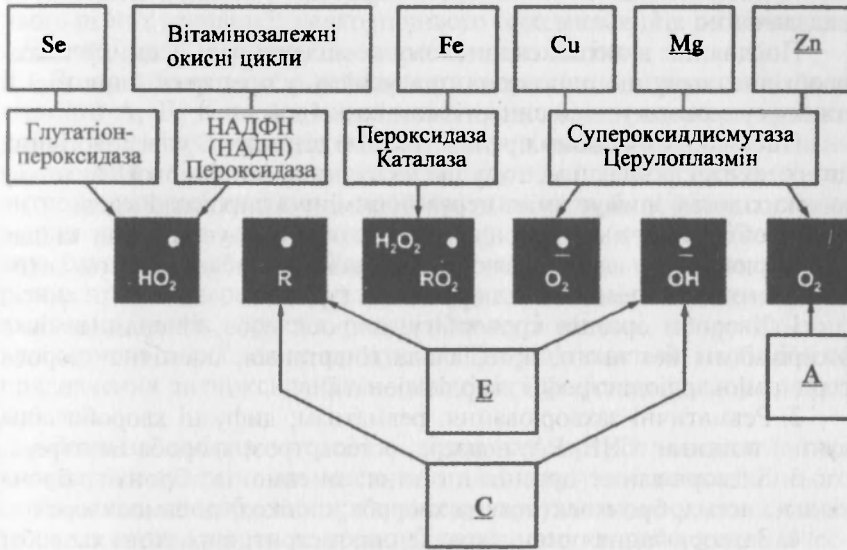 Se
Вітамінозалежні
окисні цикли
Fe
Cu
Mg
Zn
Глутатіон-
пероксидаза
НАДФН
(НАДН)
Пероксидаза
Пероксидаза
Каталаза
Супероксиддисмутаза
Церулоплазмін
HO₂
R
H₂O₂
RO₂
O₂
OH
O₂
E
A
C